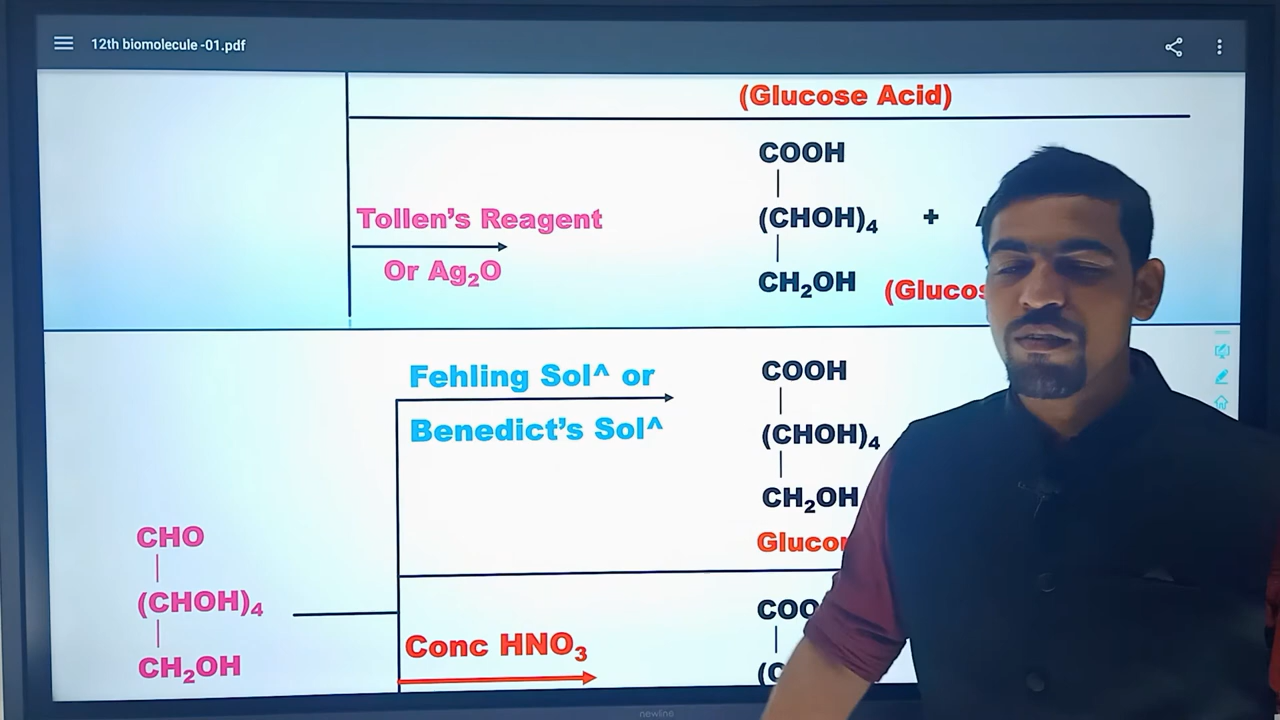 12th biomolecule -01.pdf
(Glucose Acid)
COOH
Tollen's Reagent
(CHOH)₄ +
Or Ag₂O
CH₂OH
Fehling Sol^ or
COOH
Benedict's Sol^
(CHOH)₄
CH₂OH
CHO
(CHOH)₄
CH₂OH
Conc HNO₃
newline